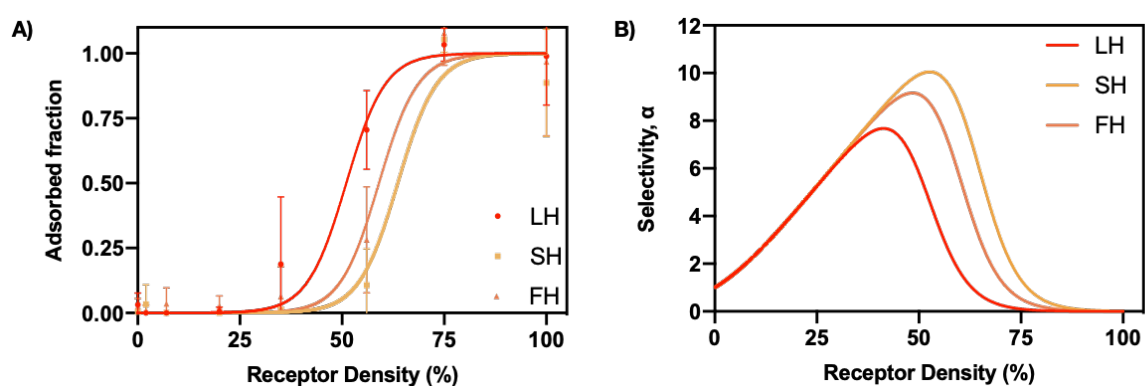 A)
Adsorbed fraction
1.00
0.75
0.50
0.25
0.00
0
25
50
75
100
Receptor Density (%)
LH
SH
FH
B)
Selectivity, α
12
10
8
6
4
2
0
0
25
50
75
100
Receptor Density (%)
LH
SH
FH